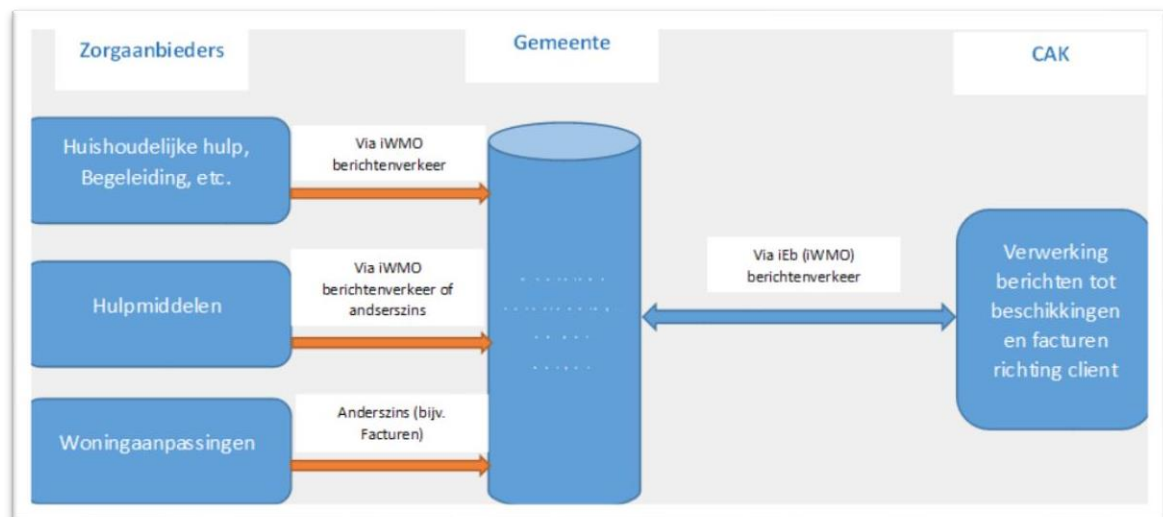 Zorgaanbieders
Gemeente
CAK
Huishoudelijke hulp,
Begeleiding, etc.
Via iWMO
berichtenverkeer
Hulpmiddelen
Via iWMO
berichtenverkeer of
andserszins
Woningaanpassingen
Anderszins (bijv.
Facturen)
Via iEb (iWMO)
berichtenverkeer
Verwerking
berichten tot
beschikkingen
en facturen
richting client